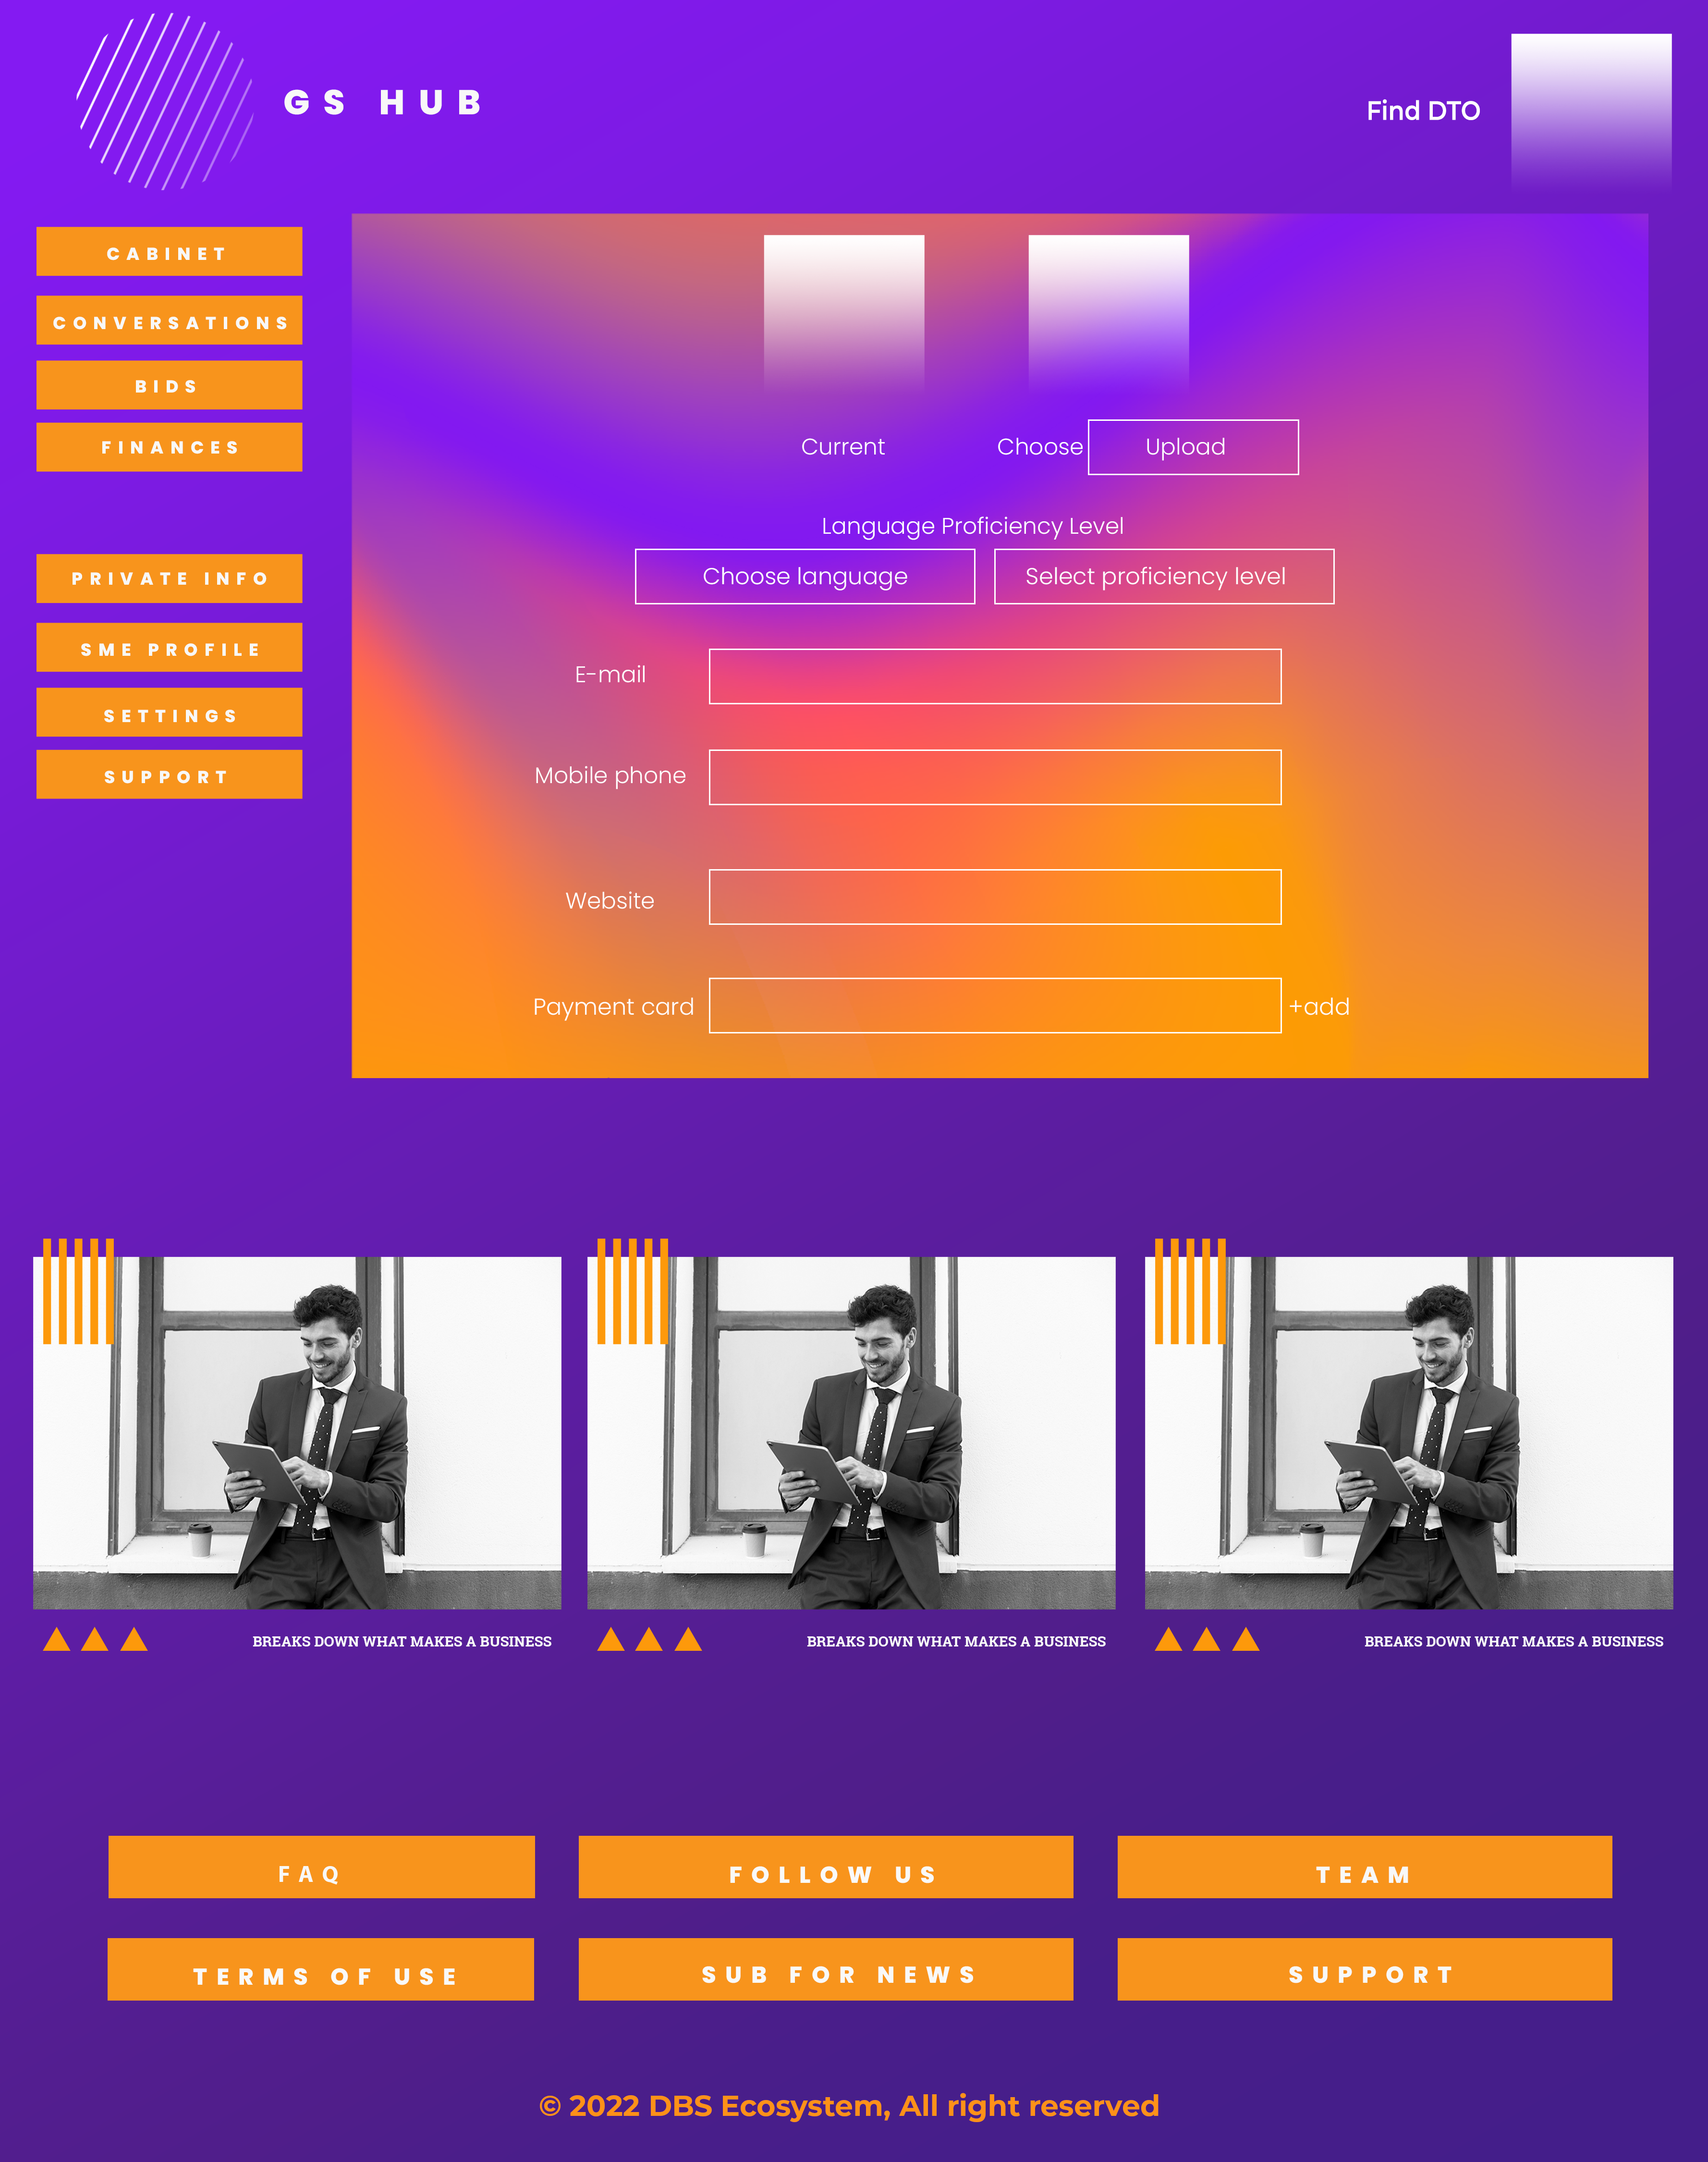 GS HUB
Find DTO
CABINET
CONVERSATIONS
BIDS
FINANCES
PRIVATE INFO
SME PROFILE
SETTINGS
SUPPORT
Current
Choose
Upload
Language Proficiency Level
Choose language
Select proficiency level
E-mail
Mobile phone
Website
Payment card
+add
BREAKS DOWN WHAT MAKES A BUSINESS
BREAKS DOWN WHAT MAKES A BUSINESS
BREAKS DOWN WHAT MAKES A BUSINESS
FAQ
FOLLOW US
TEAM
TERMS OF USE
SUB FOR NEWS
SUPPORT
© 2022 DBS Ecosystem, All right reserved